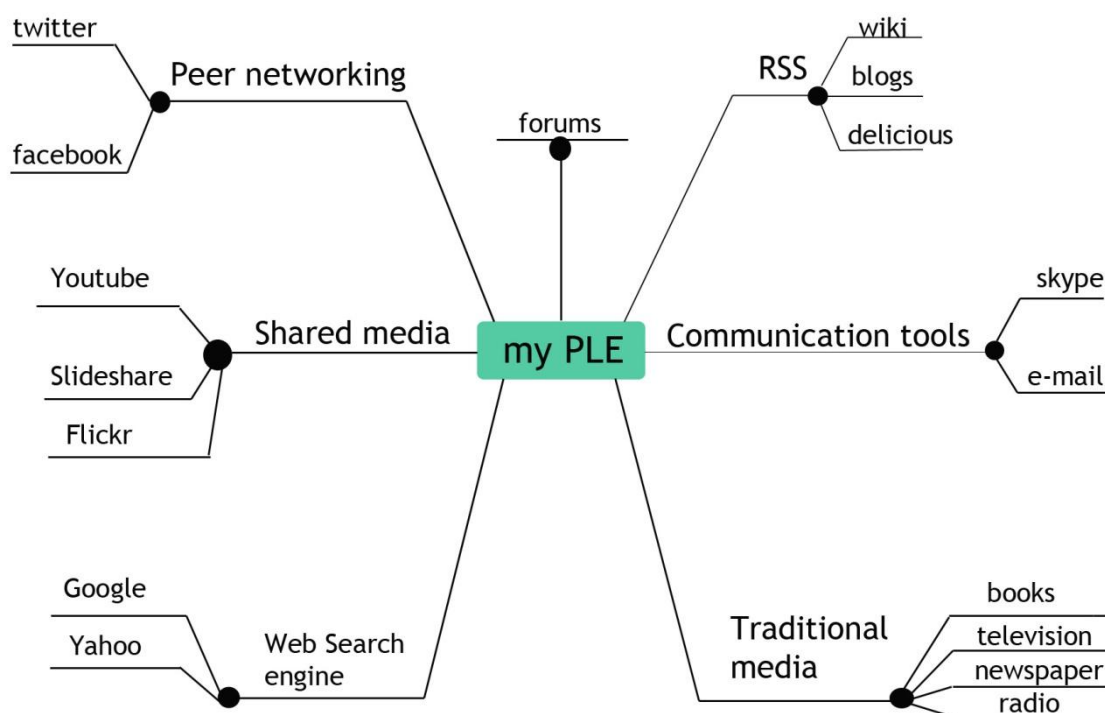 twitter
Peer networking
facebook
forums
RSS
wiki
blogs
delicious
Youtube
Shared media
Slideshare
Flickr
my PLE
Communication tools
skype
e-mail
Google
Yahoo
Web Search
engine
Traditional
media
books
television
newspaper
radio